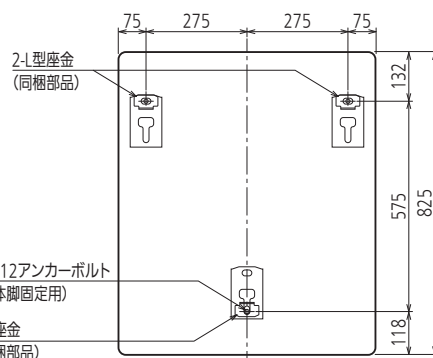 75 275 275 75
2-L型座金
(同梱部品)
132
575
825
118
12アンカーボルト
体脚固定用)
座金
梱部品)